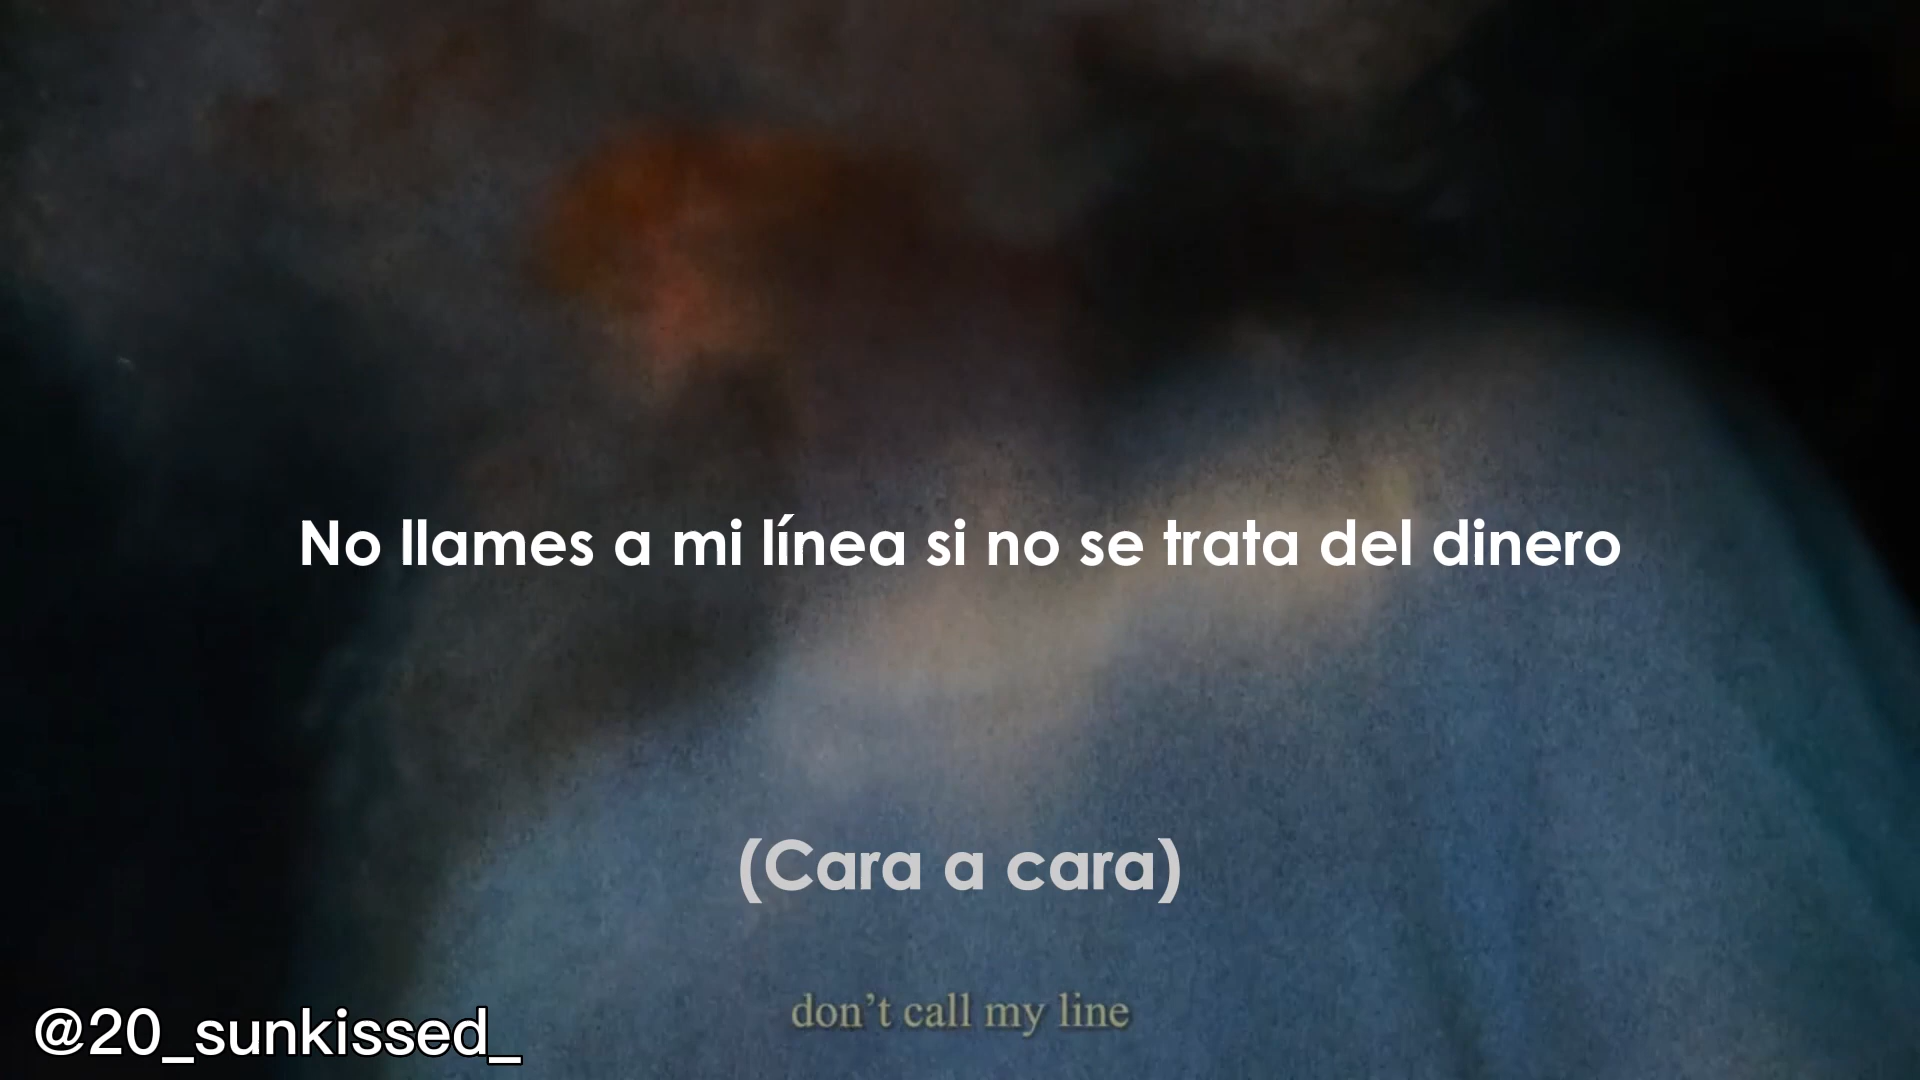 No llames a mi línea si no se trata del dinero
(Cara a cara)
don't call my line
@20_sunkissed_